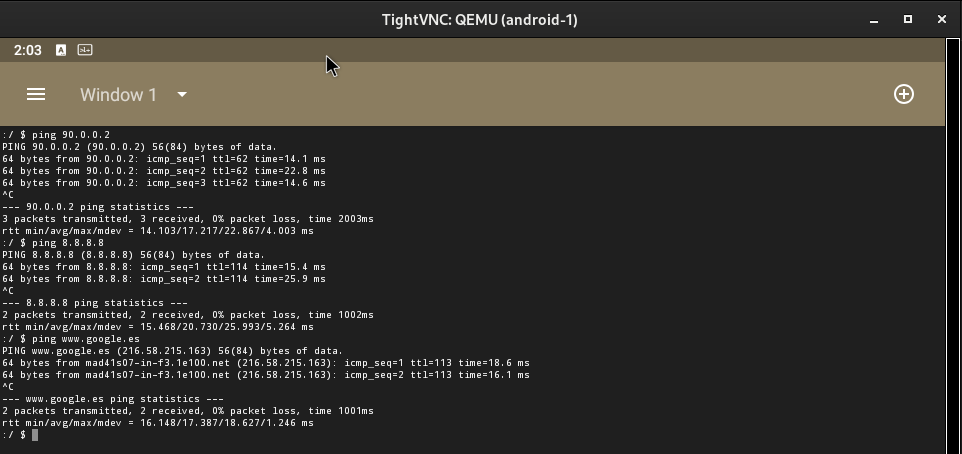 TightVNC: QEMU (android-1)
2:03 A
Window 1
:/ $ ping 90.0.0.2
PING 90.0.0.2 (90.0.0.2) 56(84) bytes of data.
64 bytes from 90.0.0.2: icmp_seq=1 ttl=62 time=14.1 ms
64 bytes from 90.0.0.2: icmp_seq=2 ttl=62 time=22.8 ms
64 bytes from 90.0.0.2: icmp_seq=3 ttl=62 time=14.6 ms
^C
--- 90.0.0.2 ping statistics ---
3 packets transmitted, 3 received, 0% packet loss, time 2003ms
rtt min/avg/max/mdev = 14.103/17.217/22.867/4.003 ms
:/ $ ping 8.8.8.8
PING 8.8.8.8 (8.8.8.8) 56(84) bytes of data.
64 bytes from 8.8.8.8: icmp_seq=1 ttl=114 time=15.4 ms
64 bytes from 8.8.8.8: icmp_seq=2 ttl=114 time=25.9 ms
^C
--- 8.8.8.8 ping statistics ---
2 packets transmitted, 2 received, 0% packet loss, time 1002ms
rtt min/avg/max/mdev = 15.468/20.730/25.993/5.264 ms
:/ $ ping www.google.es
PING www.google.es (216.58.215.163) 56(84) bytes of data.
64 bytes from mad41s07-in-f3.1e100.net (216.58.215.163): icmp_seq=1 ttl=113 time=18.6 ms
64 bytes from mad41s07-in-f3.1e100.net (216.58.215.163): icmp_seq=2 ttl=113 time=16.1 ms
^C
--- www.google.es ping statistics ---
2 packets transmitted, 2 received, 0% packet loss, time 1001ms
rtt min/avg/max/mdev = 16.148/17.387/18.627/1.246 ms
:/ $